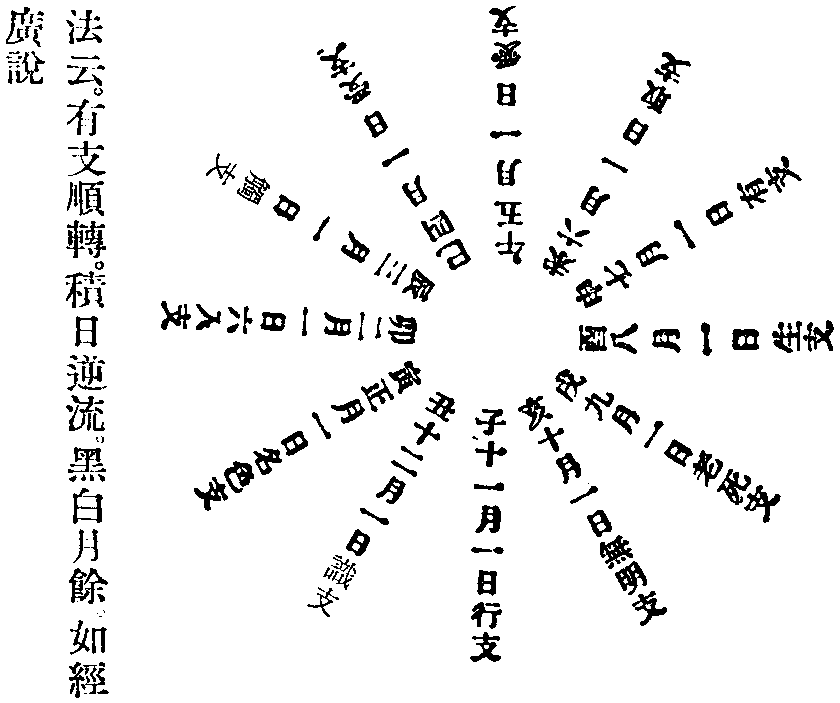 子十一月一日行支
丑十二月一日識支
寅正月一日名色支
卯二月一日六入支
辰三月一日觸支
巳四月一日取支
午五月一日愛支
未六月一日取支
申七月一日有支
酉八月一日生支
戌九月一日老死支
亥十月一日無明支
法云。有支順轉。積日逆流。黑白月餘。如經
廣說